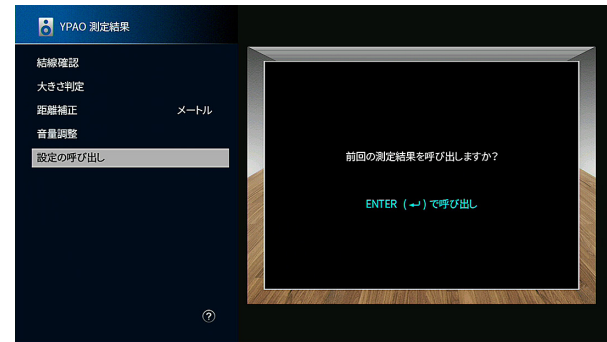 YPAO 測定結果
結線確認
大きさ判定
距離補正 メートル
音量調整
設定の呼び出し
前回の測定結果を呼び出しますか?
ENTER (↵) で呼び出し
?